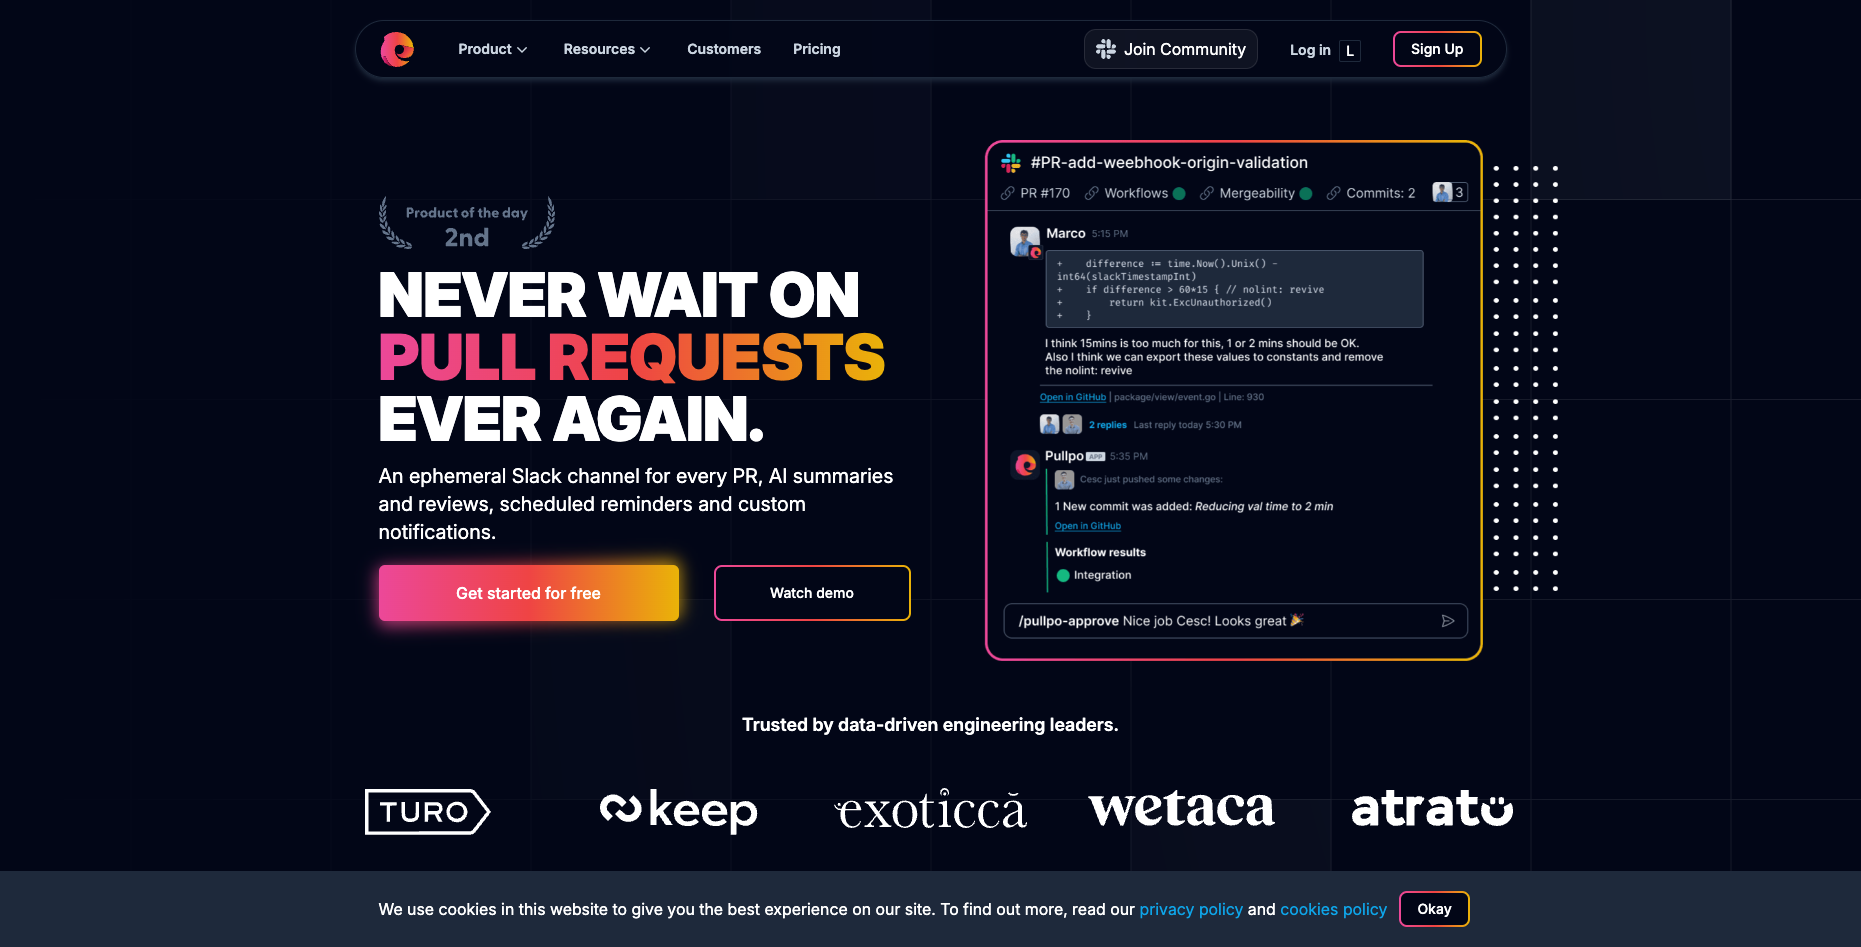 Product
Resources
Customers
Pricing
Join Community
Log in L
Sign Up
Product of the day
2nd
NEVER WAIT ON
PULL REQUESTS
EVER AGAIN.
An ephemeral Slack channel for every PR, AI summaries
and reviews, scheduled reminders and custom
notifications.
Get started for free
Watch demo
#PR-add-weebhook-origin-validation
PR #170 Workflows Mergeability Commits: 2 3
Marco 5:15 PM
+ difference := time.Now().Unix() -
int64(slackTimestampInt)
+ if difference > 60*15 { // nolint: revive
+ return kit.ExcUnauthorized()
+ }
I think 15mins is too much for this, 1 or 2 mins should be OK.
Also I think we can export these values to constants and remove
the nolint: revive
Open in GitHub | package/view/event.go | Line: 930
2 replies Last reply today 5:30 PM
Pullpo APP 5:35 PM
Cesc just pushed some changes:
1 New commit was added: Reducing val time to 2 min
Open in GitHub
Workflow results
Integration
/pullpo-approve Nice job Cesc! Looks great 🎉
Trusted by data-driven engineering leaders.
TURO
keep
exoticcă
wetaca
atrato
We use cookies in this website to give you the best experience on our site. To find out more, read our privacy policy and cookies policy
Okay